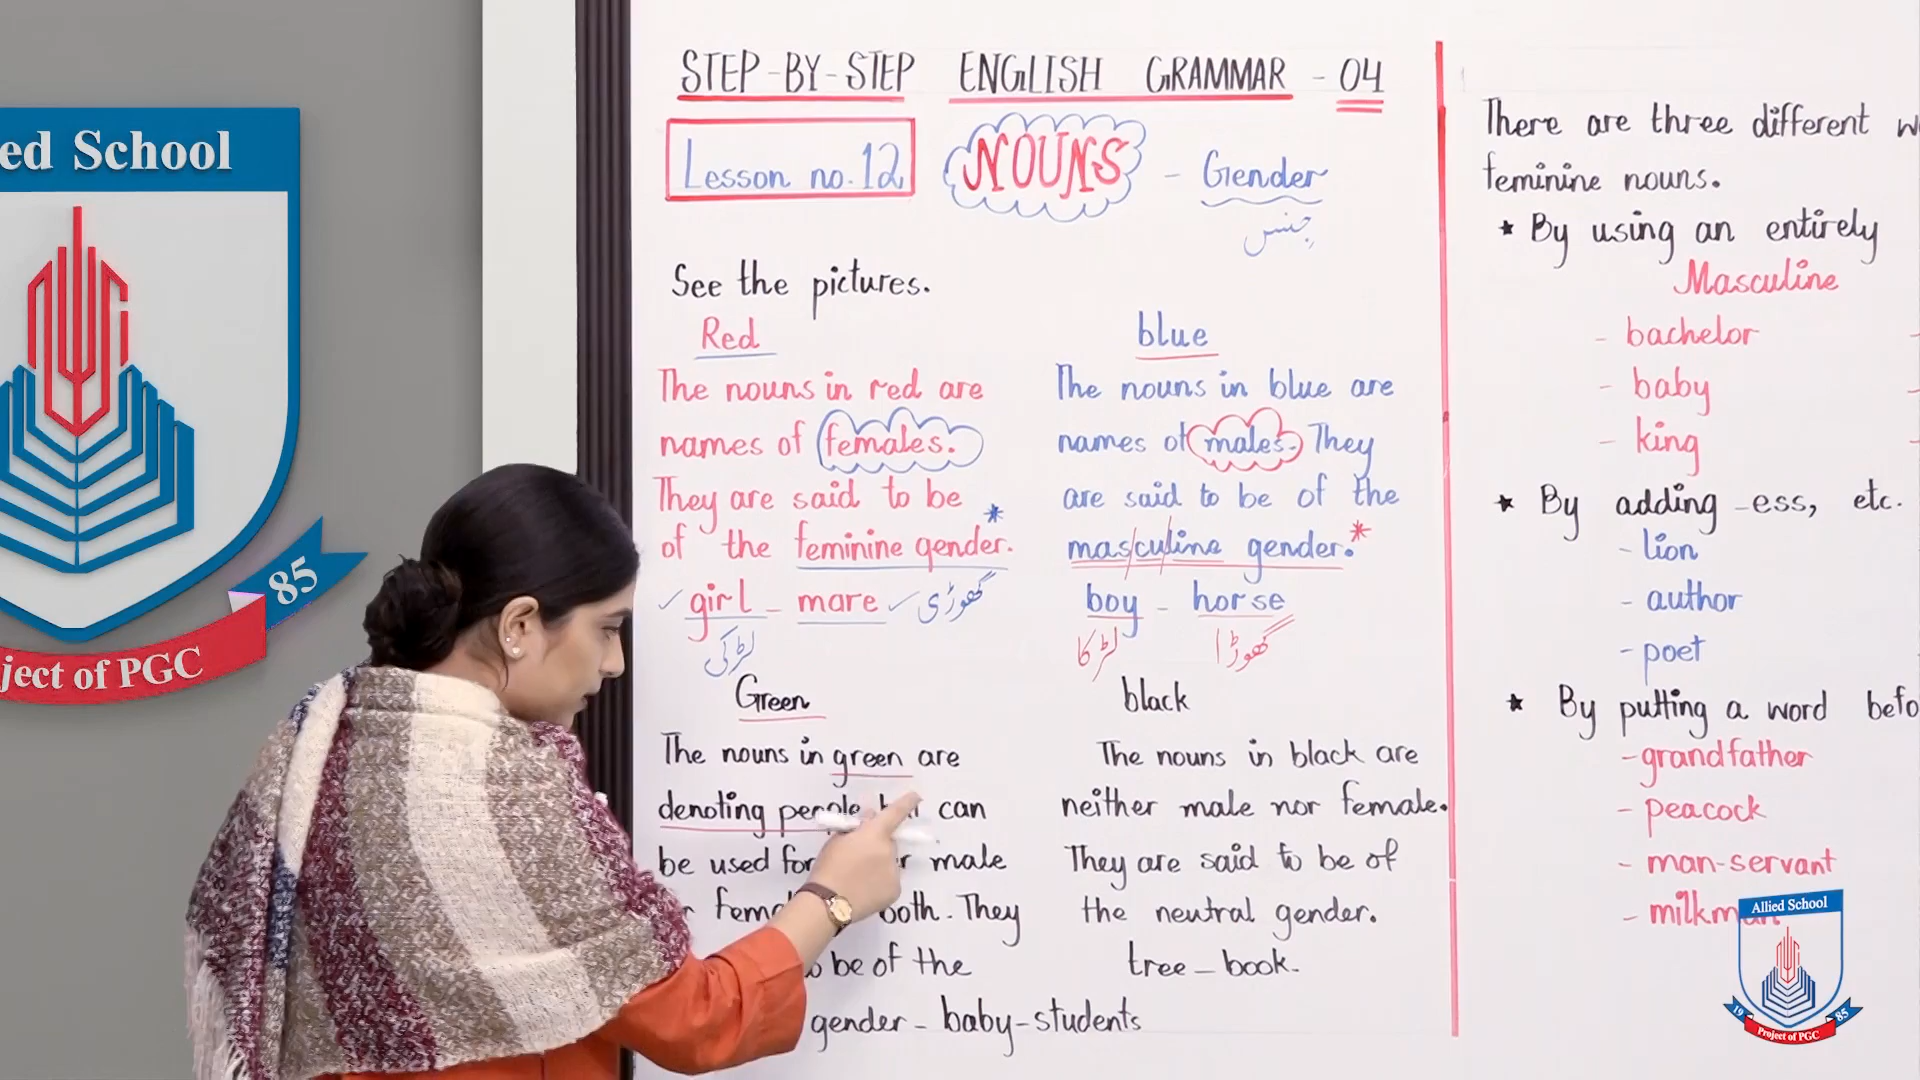 ed School
85
ject of PGC
STEP-BY-STEP ENGLISH GRAMMAR - 04
Lesson no. 12 NOUNS - Gender
جِنس
See the pictures.
Red
The nouns in red are
names of females.
They are said to be
of the feminine gender.*
✓ girl - mare ✓ گھوڑی
لڑکی
blue
The nouns in blue are
names of males. They
are said to be of the
masculine gender.*
boy - horse
لڑکا گھوڑا
Green
The nouns in green are
denoting people can
be used for male
female both. They
be of the
gender - baby - students
black
The nouns in black are
neither male nor female.
They are said to be of
the neutral gender.
tree - book.
There are three different
feminine nouns.
* By using an entirely
Masculine
- bachelor
- baby
- king
* By adding -ess, etc.
- lion
- author
- poet
* By putting a word
- grandfather
- peacock
- man-servant
Allied School
19 85
Project of PGC